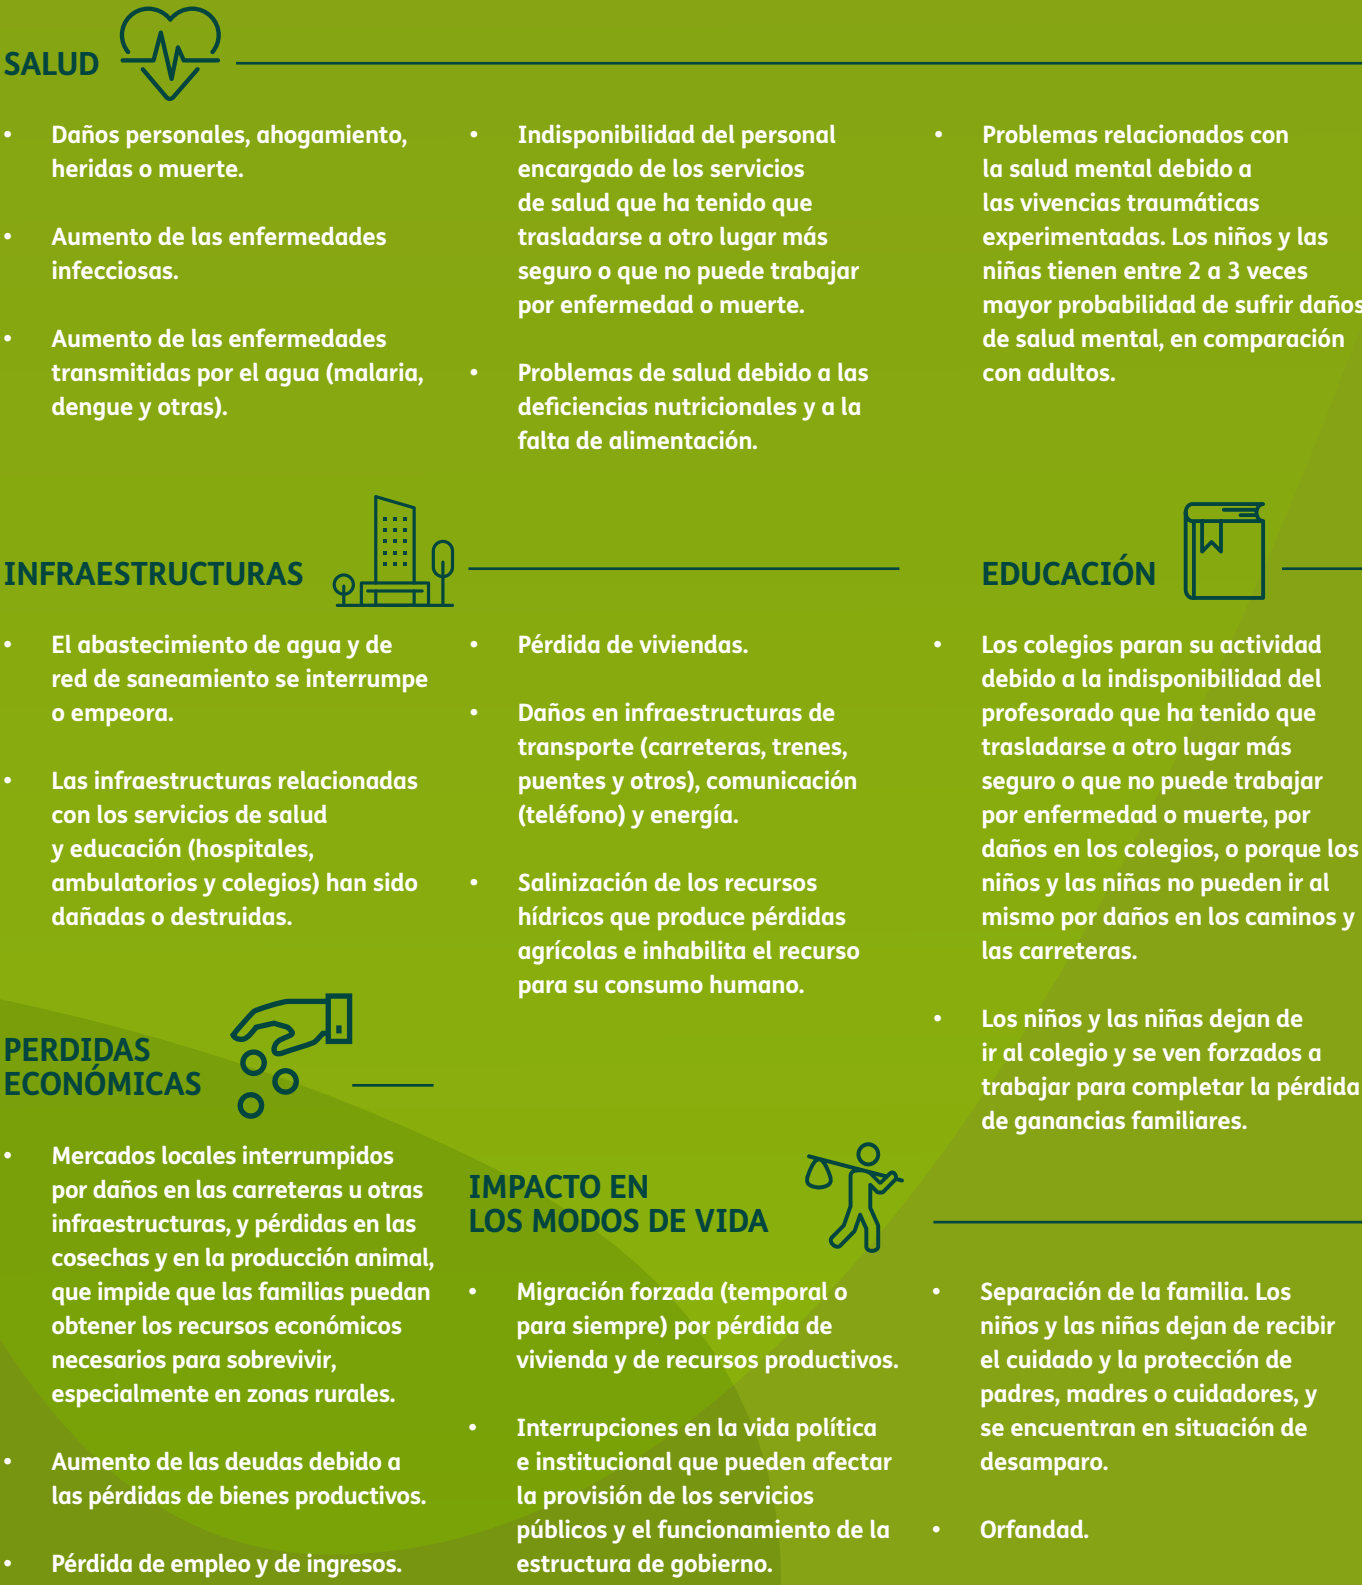 SALUD
• Daños personales, ahogamiento,
heridas o muerte.
• Aumento de las enfermedades
infecciosas.
• Aumento de las enfermedades
transmitidas por el agua (malaria,
dengue y otras).
• Indisponibilidad del personal
encargado de los servicios
de salud que ha tenido que
trasladarse a otro lugar más
seguro o que no puede trabajar
por enfermedad o muerte.
• Problemas de salud debido a las
deficiencias nutricionales y a la
falta de alimentación.
• Problemas relacionados con
la salud mental debido a
las vivencias traumáticas
experimentadas. Los niños y las
niñas tienen entre 2 a 3 veces
mayor probabilidad de sufrir daños
de salud mental, en comparación
con adultos.
INFRAESTRUCTURAS
• El abastecimiento de agua y de
red de saneamiento se interrumpe
o empeora.
• Las infraestructuras relacionadas
con los servicios de salud
y educación (hospitales,
ambulatorios y colegios) han sido
dañadas o destruidas.
• Pérdida de viviendas.
• Daños en infraestructuras de
transporte (carreteras, trenes,
puentes y otros), comunicación
(teléfono) y energía.
• Salinización de los recursos
hídricos que produce pérdidas
agrícolas e inhabilita el recurso
para su consumo humano.
EDUCACIÓN
• Los colegios paran su actividad
debido a la indisponibilidad del
profesorado que ha tenido que
trasladarse a otro lugar más
seguro o que no puede trabajar
por enfermedad o muerte, por
daños en los colegios, o porque los
niños y las niñas no pueden ir al
mismo por daños en los caminos y
las carreteras.
• Los niños y las niñas dejan de
ir al colegio y se ven forzados a
trabajar para completar la pérdida
de ganancias familiares.
PERDIDAS
ECONÓMICAS
• Mercados locales interrumpidos
por daños en las carreteras u otras
infraestructuras, y pérdidas en las
cosechas y en la producción animal,
que impide que las familias puedan
obtener los recursos económicos
necesarios para sobrevivir,
especialmente en zonas rurales.
• Aumento de las deudas debido a
las pérdidas de bienes productivos.
• Pérdida de empleo y de ingresos.
IMPACTO EN
LOS MODOS DE VIDA
• Migración forzada (temporal o
para siempre) por pérdida de
vivienda y de recursos productivos.
• Interrupciones en la vida política
e institucional que pueden afectar
la provisión de los servicios
públicos y el funcionamiento de la
estructura de gobierno.
• Separación de la familia. Los
niños y las niñas dejan de recibir
el cuidado y la protección de
padres, madres o cuidadores, y
se encuentran en situación de
desamparo.
• Orfandad.